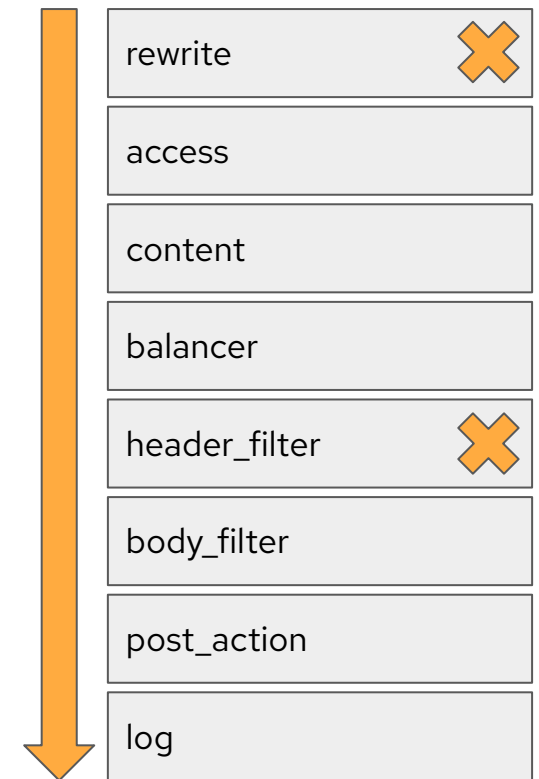 rewrite
access
content
balancer
header_filter
body_filter
post_action
log